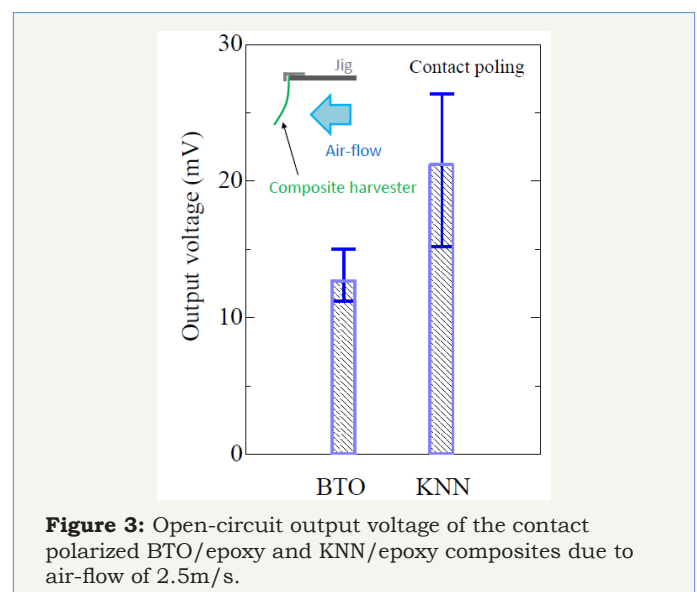 30
Jig
Contact poling
Air-flow
Composite harvester
20
Output voltage (mV)
10
0
BTO KNN
Figure 3: Open-circuit output voltage of the contact
polarized BTO/epoxy and KNN/epoxy composites due to
air-flow of 2.5m/s.